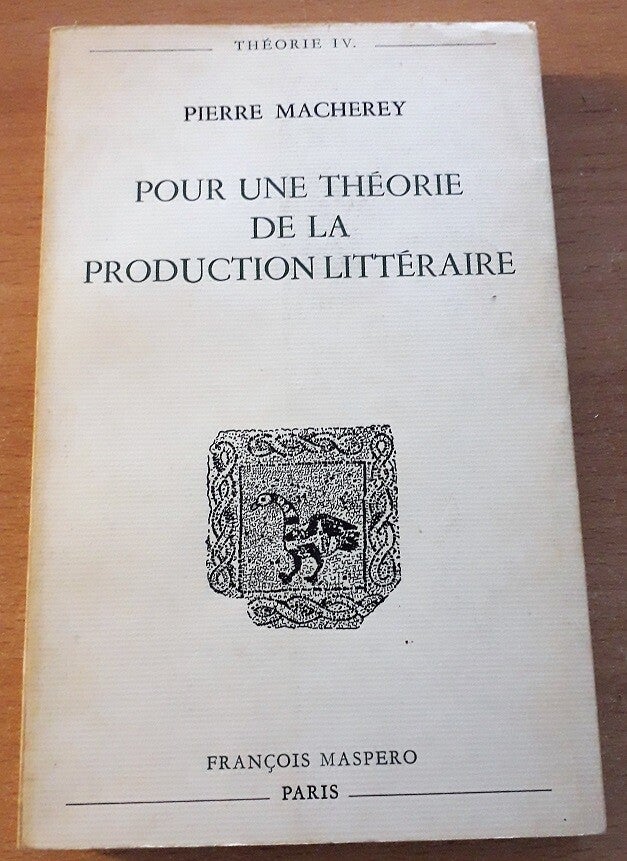 THÉORIE IV.
PIERRE MACHEREY
POUR UNE THÉORIE
DE LA
PRODUCTION LITTÉRAIRE
FRANÇOIS MASPERO
PARIS